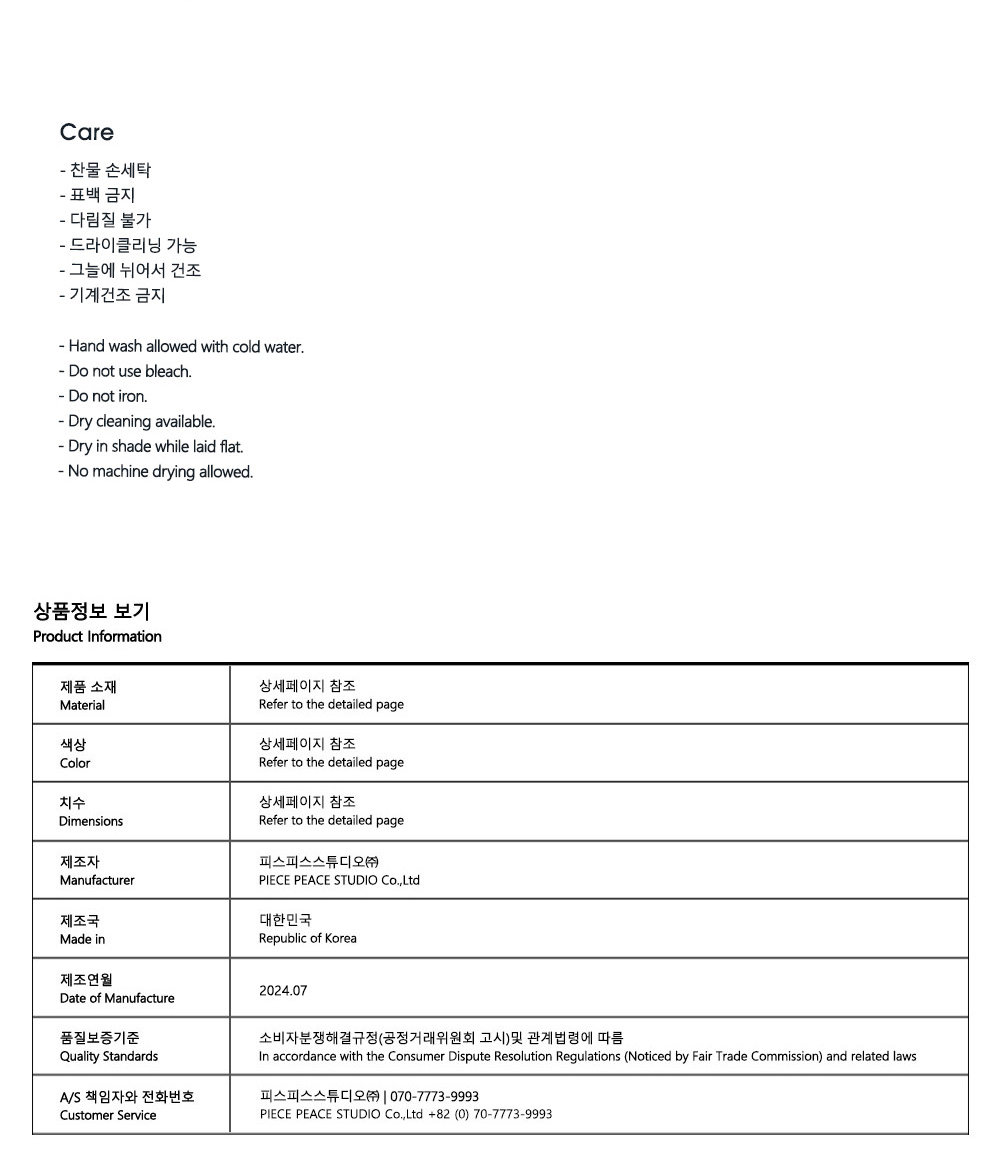 Care
- 찬물 손세탁
- 표백 금지
- 다림질 불가
- 드라이클리닝 가능
- 그늘에 뉘어서 건조
- 기계건조 금지
- Hand wash allowed with cold water.
- Do not use bleach.
- Do not iron.
- Dry cleaning available.
- Dry in shade while laid flat.
- No machine drying allowed.
상품정보 보기
Product Information
제품 소재
Material
상세페이지 참조
Refer to the detailed page
색상
Color
상세페이지 참조
Refer to the detailed page
치수
Dimensions
상세페이지 참조
Refer to the detailed page
제조자
Manufacturer
피스피스스튜디오㈜
PIECE PEACE STUDIO Co.,Ltd
제조국
Made in
대한민국
Republic of Korea
제조연월
Date of Manufacture
2024.07
품질보증기준
Quality Standards
소비자분쟁해결규정(공정거래위원회 고시)및 관계법령에 따름
In accordance with the Consumer Dispute Resolution Regulations (Noticed by Fair Trade Commission) and related laws
A/S 책임자와 전화번호
Customer Service
피스피스스튜디오㈜ | 070-7773-9993
PIECE PEACE STUDIO Co.,Ltd +82 (0) 70-7773-9993